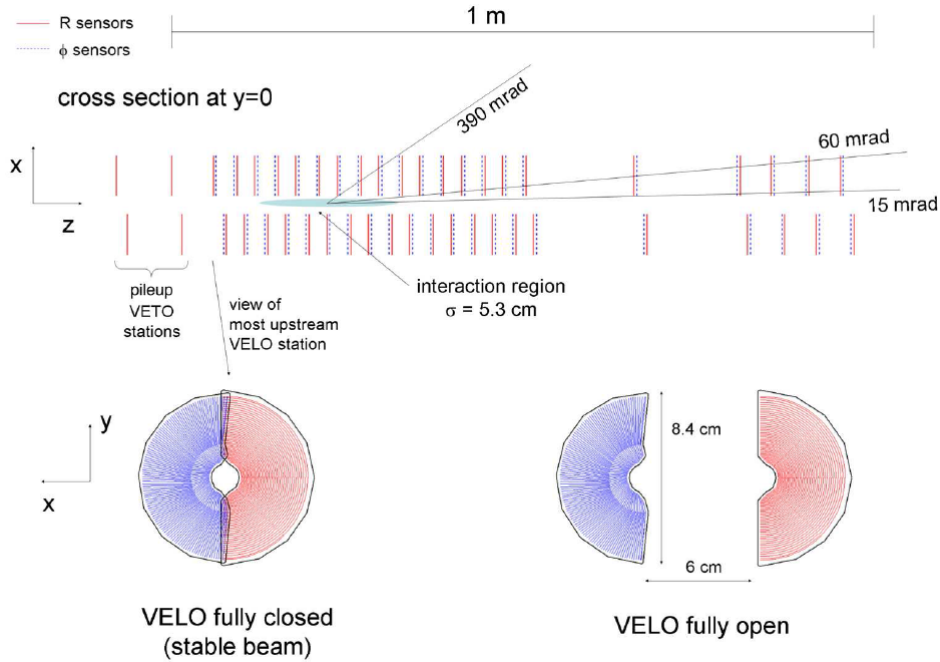 R sensors
ϕ sensors
1 m
cross section at y=0
390 mrad
60 mrad
15 mrad
x
z
pileup
VETO
stations
view of
most upstream
VELO station
interaction region
σ = 5.3 cm
y
x
8.4 cm
6 cm
VELO fully closed
(stable beam)
VELO fully open